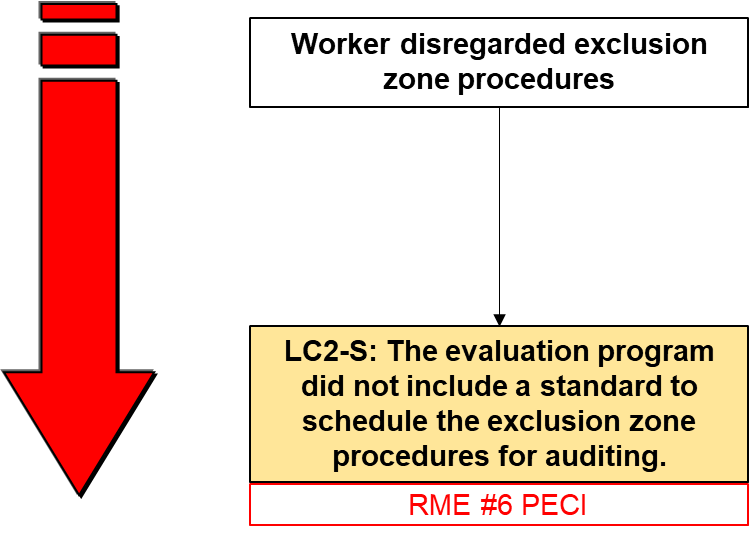 Worker disregarded exclusion
zone procedures
LC2-S: The evaluation program
did not include a standard to
schedule the exclusion zone
procedures for auditing.
RME #6 PECI